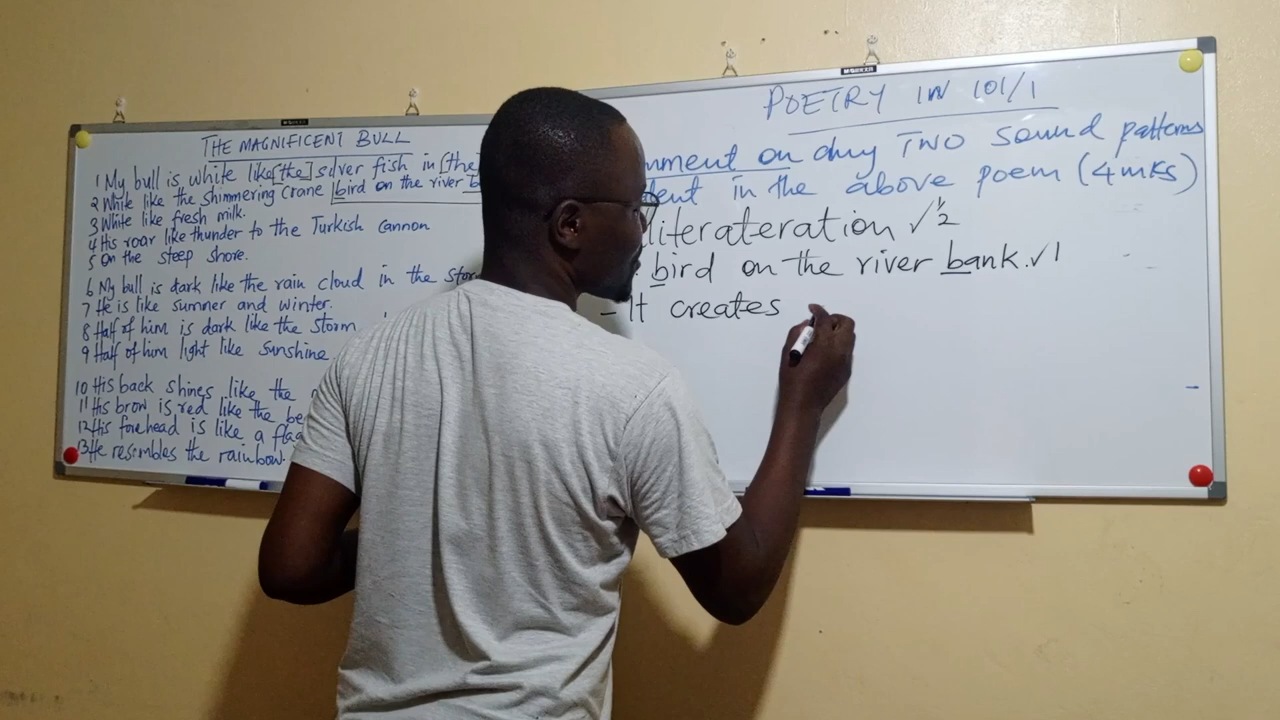 THE MAGNIFICENT BULL
1 My bull is white like [the] silver fish in [the]
2 White like the shimmering crane bird on the river
3 White like fresh milk.
4 His roar like thunder to the Turkish cannon
5 On the steep shore.
6 My bull is dark like the rain cloud in the
7 He is like summer and winter.
8 Half of him is dark like the storm
9 Half of him light like sunshine
10 His back shines like the
11 His brow is red like the
12 His forehead is like a
13 He resembles the rainbow.
POETRY IN 101/1
on any TWO sound patterns
in the above poem (4mks)
literateration √½
bird on the river bank. √1
- It creates